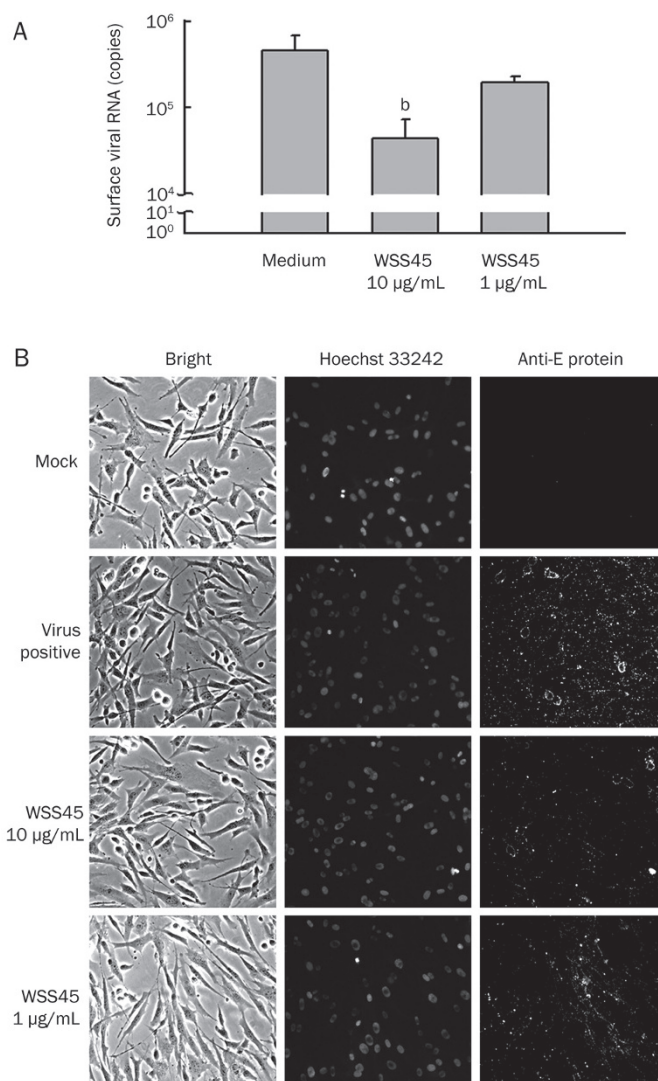 A
Surface viral RNA (copies)
10⁶
10⁵
10⁴
10¹
10⁰
b
Medium
WSS45
10 µg/mL
WSS45
1 µg/mL
B
Bright
Hoechst 33242
Anti-E protein
Mock
Virus
positive
WSS45
10 µg/mL
WSS45
1 µg/mL